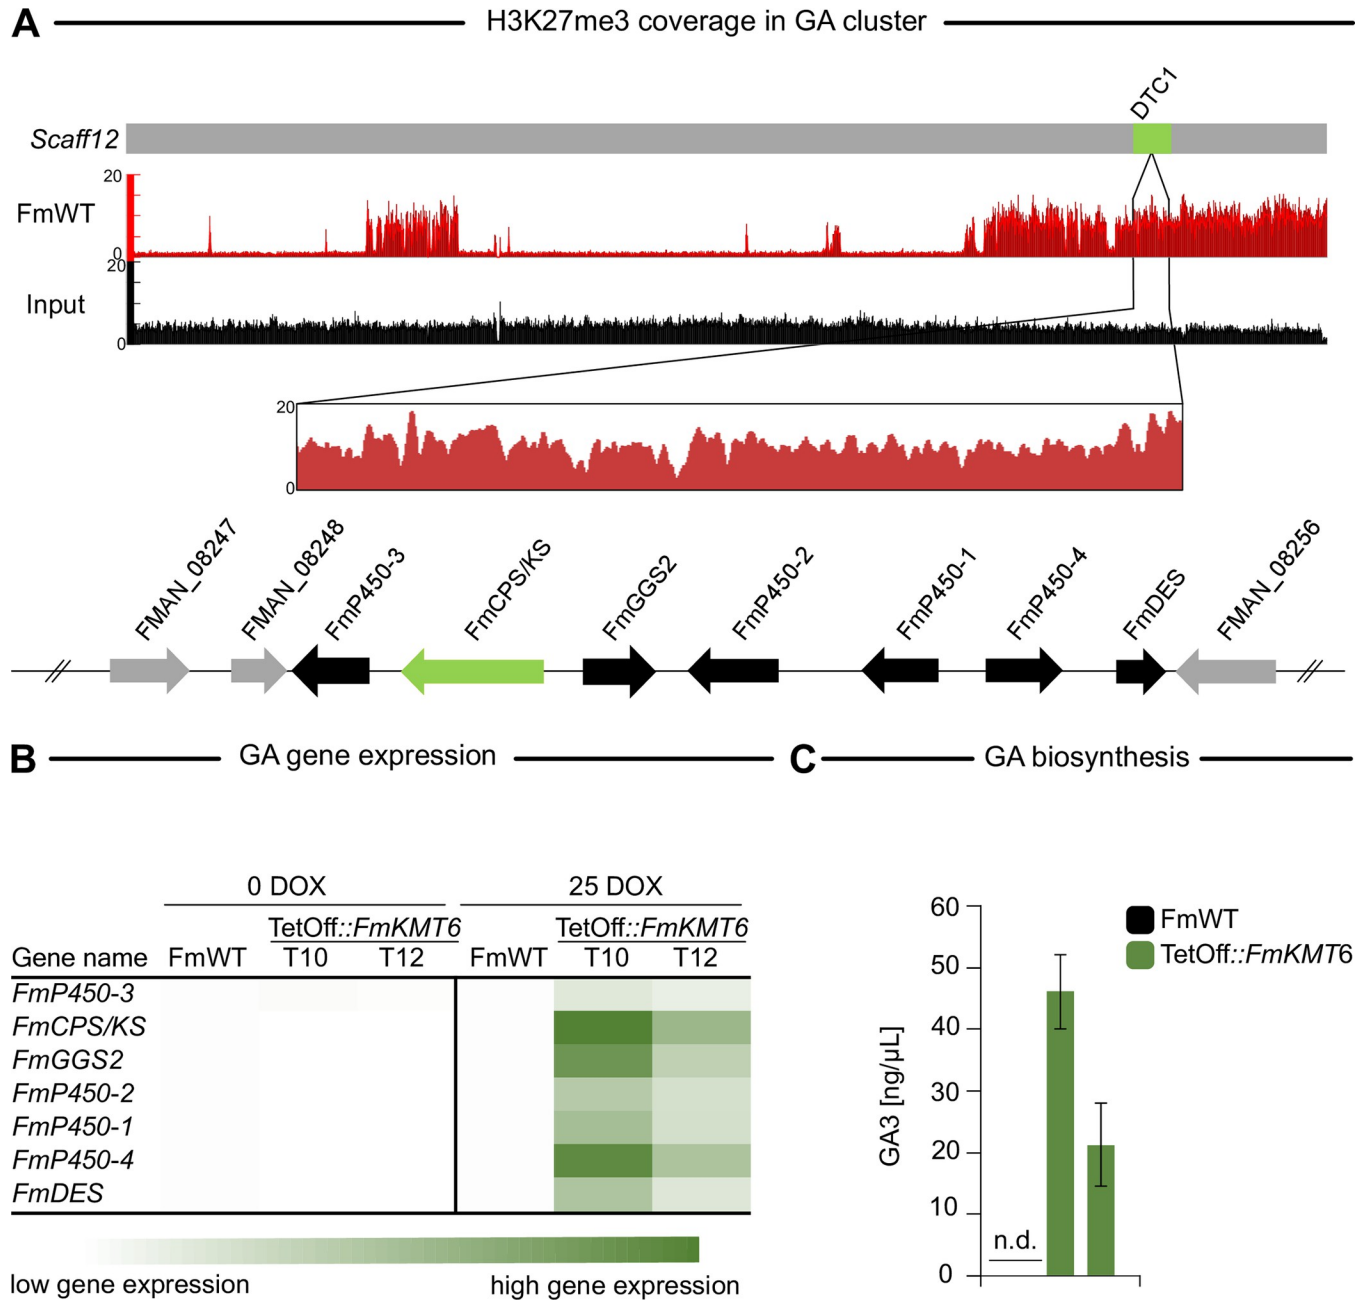 A H3K27me3 coverage in GA cluster
DTC1
Scaff12
20
FmWT
0
20
Input
0
20
0
FMAN_08247 FMAN_08248 FmP450-3 FmCPS/KS FmGGS2 FmP450-2 FmP450-1 FmP450-4 FmDES FMAN_08256
B GA gene expression
0 DOX 25 DOX
TetOff::FmKMT6 TetOff::FmKMT6
Gene name FmWT T10 T12 FmWT T10 T12
FmP450-3
FmCPS/KS
FmGGS2
FmP450-2
FmP450-1
FmP450-4
FmDES
low gene expression high gene expression
C GA biosynthesis
FmWT
TetOff::FmKMT6
GA3 [ng/µL]
60
50
40
30
20
10
0
n.d.